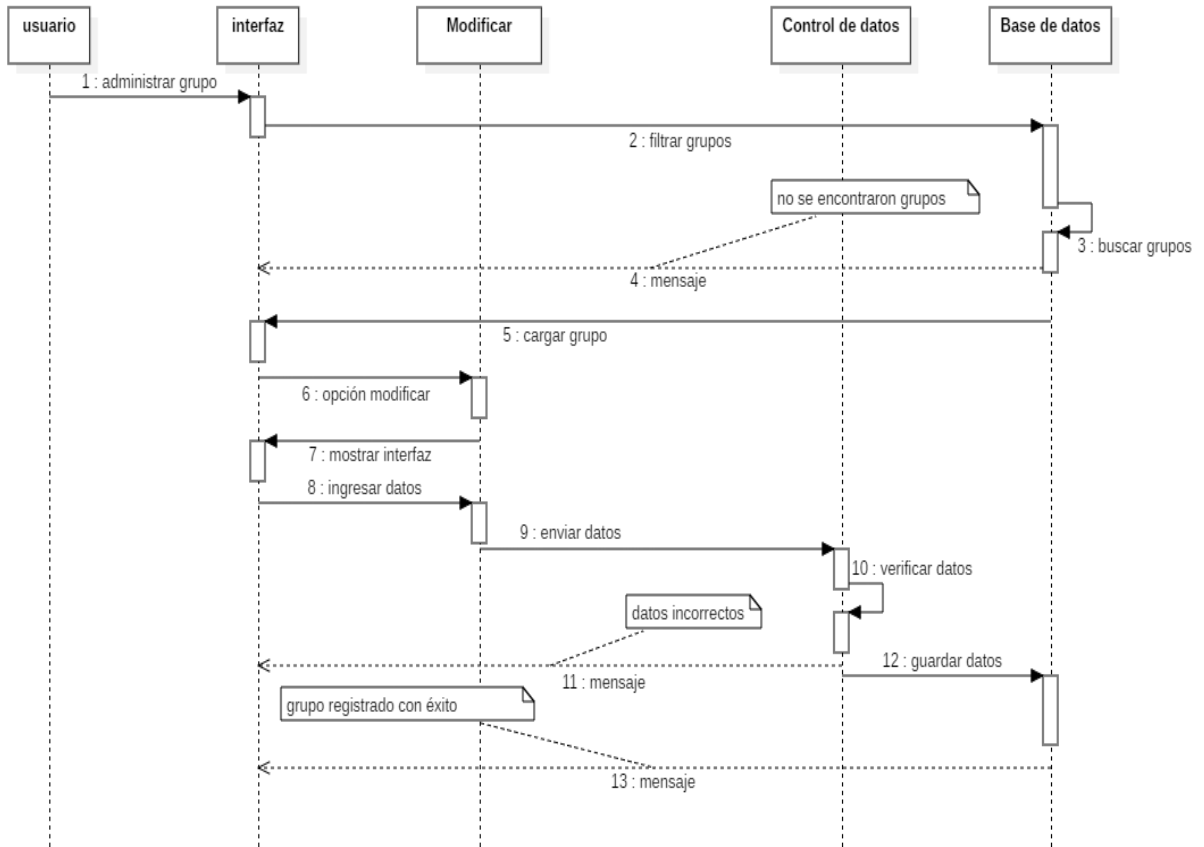 usuario
interfaz
Modificar
Control de datos
Base de datos
1 : administrar grupo
2 : filtrar grupos
no se encontraron grupos
3 : buscar grupos
4 : mensaje
5 : cargar grupo
6 : opción modificar
7 : mostrar interfaz
8 : ingresar datos
9 : enviar datos
10 : verificar datos
datos incorrectos
12 : guardar datos
11 : mensaje
grupo registrado con éxito
13 : mensaje